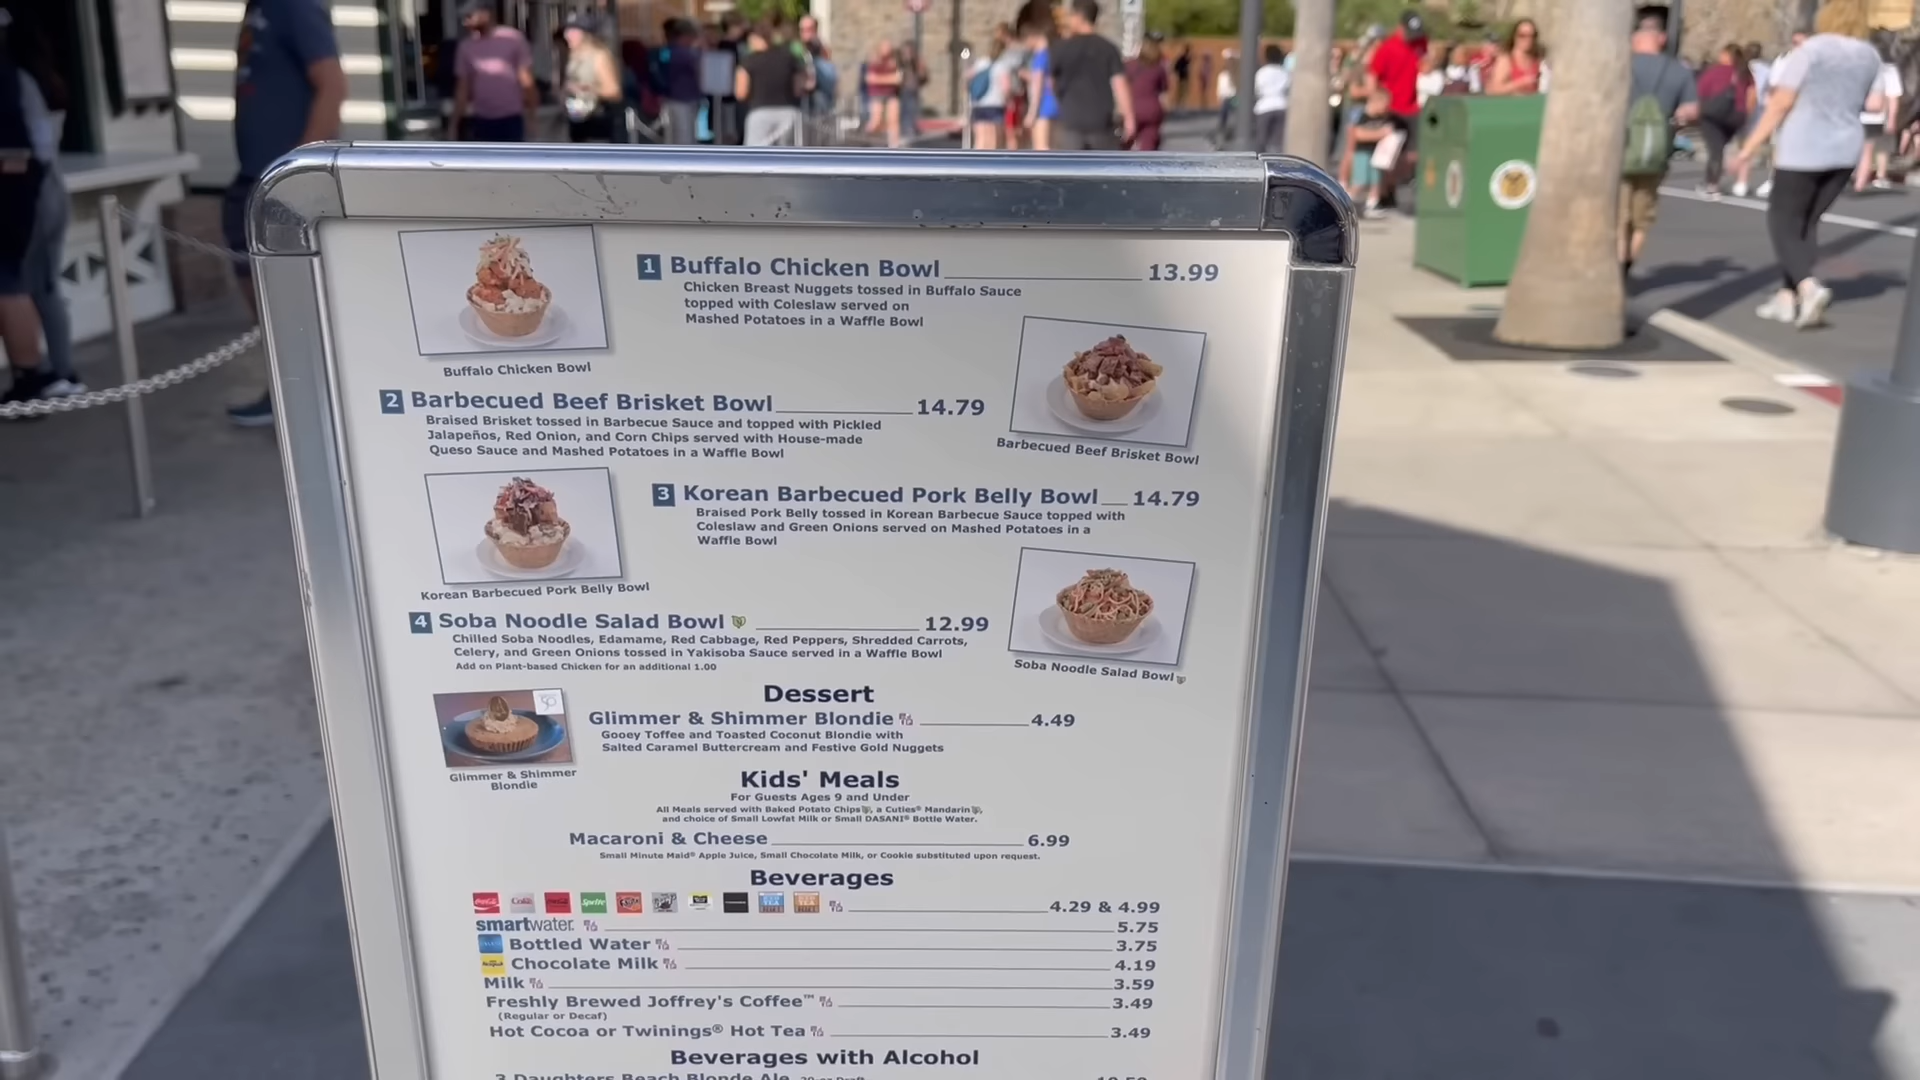 1 Buffalo Chicken Bowl 13.99
Chicken Breast Nuggets tossed in Buffalo Sauce
topped with Coleslaw served on
Mashed Potatoes in a Waffle Bowl
Buffalo Chicken Bowl
2 Barbecued Beef Brisket Bowl 14.79
Braised Brisket tossed in Barbecue Sauce and topped with Pickled
Jalapeños, Red Onion, and Corn Chips served with House-made
Queso Sauce and Mashed Potatoes in a Waffle Bowl
Barbecued Beef Brisket Bowl
3 Korean Barbecued Pork Belly Bowl 14.79
Braised Pork Belly tossed in Korean Barbecue Sauce topped with
Coleslaw and Green Onions served on Mashed Potatoes in a
Waffle Bowl
Korean Barbecued Pork Belly Bowl
4 Soba Noodle Salad Bowl 12.99
Chilled Soba Noodles, Edamame, Red Cabbage, Red Peppers, Shredded Carrots,
Celery, and Green Onions tossed in Yakisoba Sauce served in a Waffle Bowl
Add on Plant-based Chicken for an additional 1.00
Soba Noodle Salad Bowl
Dessert
50
Glimmer & Shimmer Blondie 4.49
Gooey Toffee and Toasted Coconut Blondie with
Salted Caramel Buttercream and Festive Gold Nuggets
Glimmer & Shimmer
Blondie
Kids' Meals
For Guests Ages 9 and Under
All Meals served with Baked Potato Chips, a Cuties® Mandarin,
and choice of Small Lowfat Milk or Small DASANI® Bottle Water.
Macaroni & Cheese 6.99
Small Minute Maid® Apple Juice, Small Chocolate Milk, or Cookie substituted upon request.
Beverages
Coca-Cola Coke Sprite 4.29 & 4.99
smartwater. 5.75
Bottled Water 3.75
Chocolate Milk 4.19
Milk 3.59
Freshly Brewed Joffrey's Coffee™ 3.49
(Regular or Decaf)
Hot Cocoa or Twinings® Hot Tea 3.49
Beverages with Alcohol
3 Daughters Beach Blonde Ale